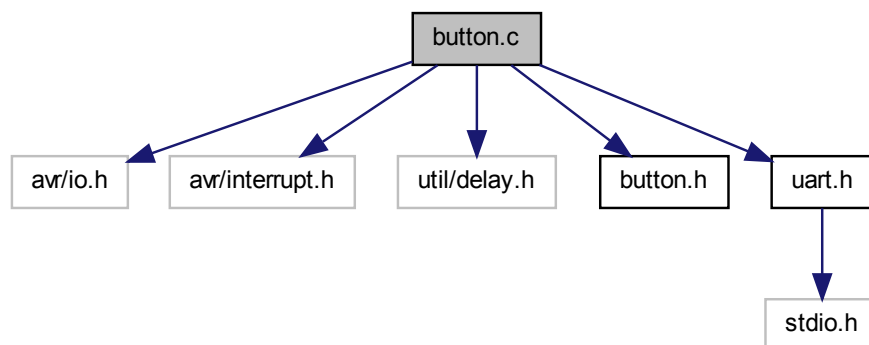 button.c
avr/io.h
avr/interrupt.h
util/delay.h
button.h
uart.h
stdio.h